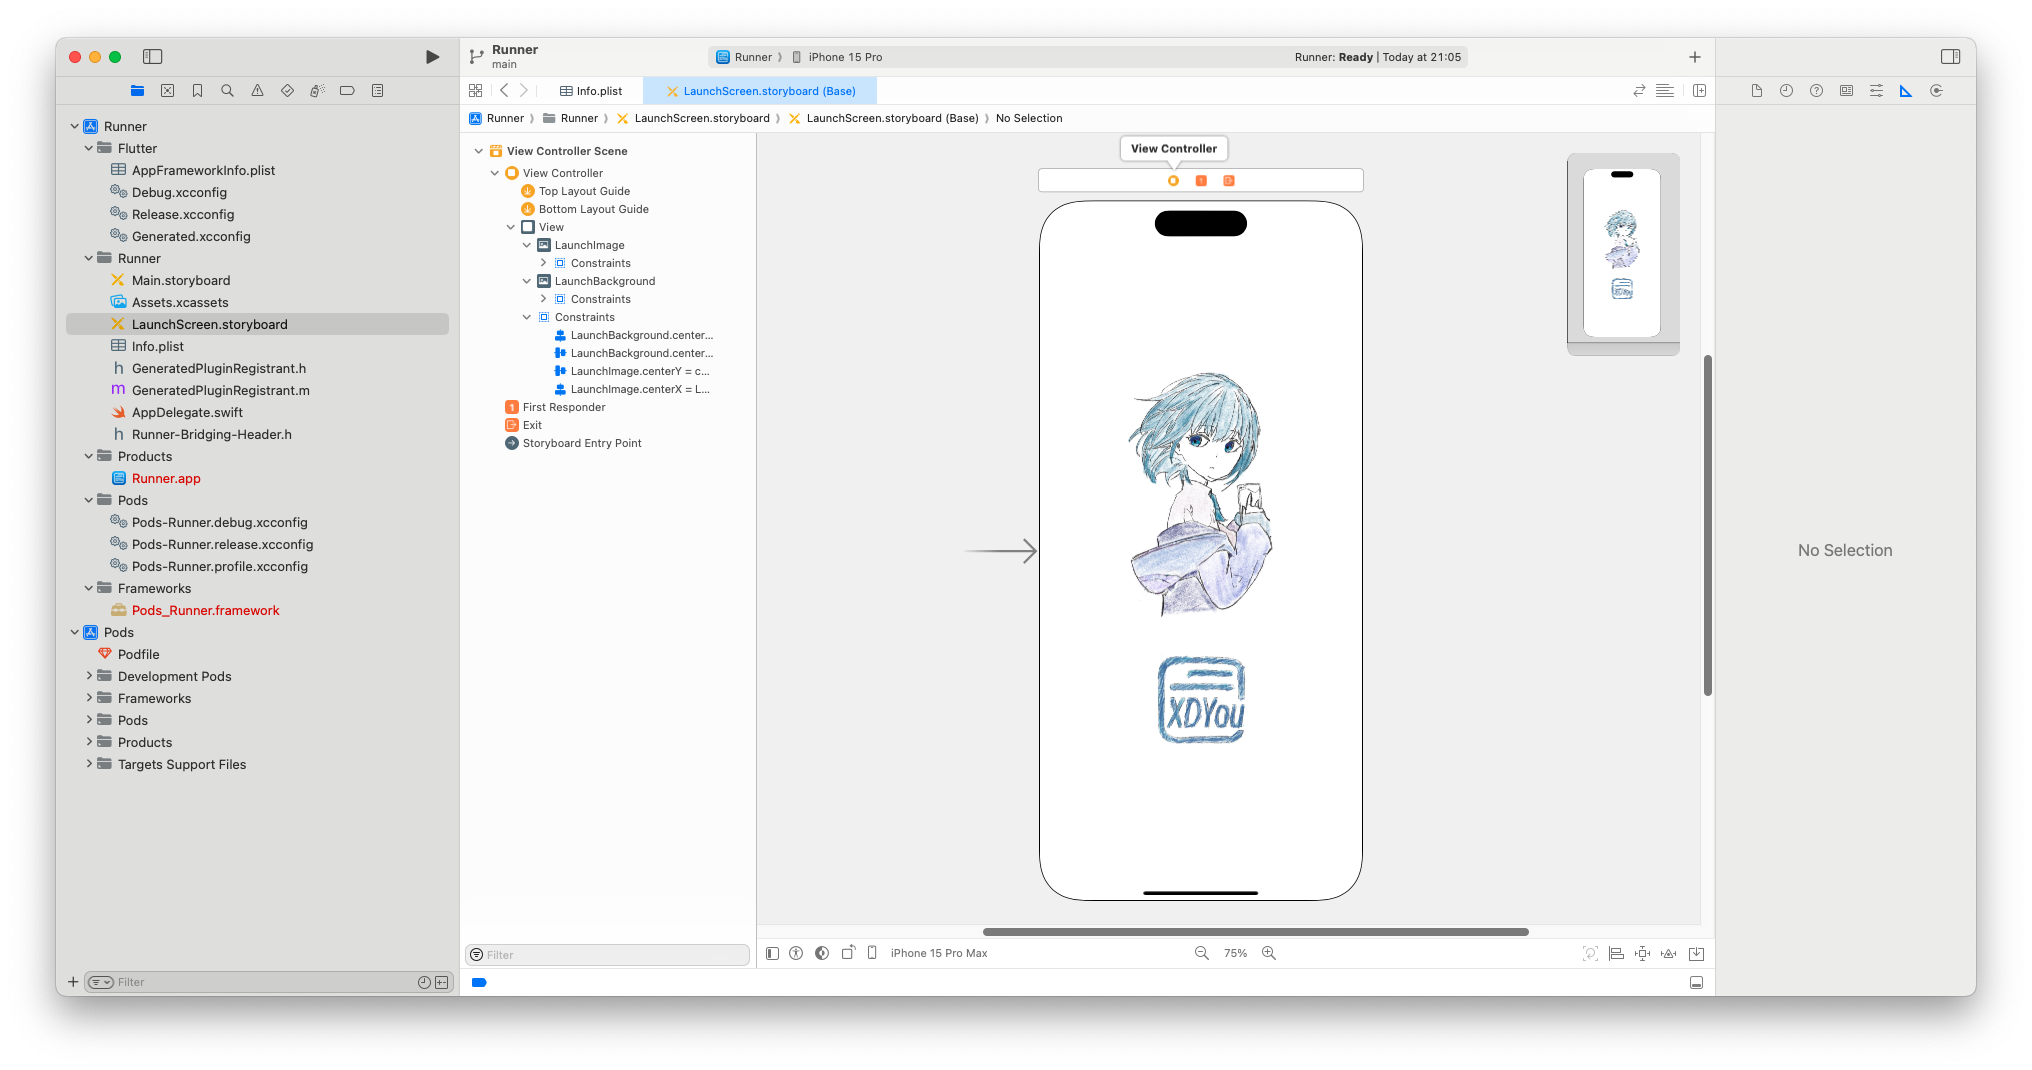 Runner
main
Runner
iPhone 15 Pro
Runner: Ready | Today at 21:05
Info.plist
LaunchScreen.storyboard (Base)
Runner
Runner
LaunchScreen.storyboard
LaunchScreen.storyboard (Base)
No Selection
Runner
Flutter
AppFrameworkInfo.plist
Debug.xcconfig
Release.xcconfig
Generated.xcconfig
Runner
Main.storyboard
Assets.xcassets
LaunchScreen.storyboard
Info.plist
h GeneratedPluginRegistrant.h
m GeneratedPluginRegistrant.m
AppDelegate.swift
h Runner-Bridging-Header.h
Products
Runner.app
Pods
Pods-Runner.debug.xcconfig
Pods-Runner.release.xcconfig
Pods-Runner.profile.xcconfig
Frameworks
Pods_Runner.framework
Pods
Podfile
Development Pods
Frameworks
Pods
Products
Targets Support Files
Filter
View Controller Scene
View Controller
Top Layout Guide
Bottom Layout Guide
View
LaunchImage
Constraints
LaunchBackground
Constraints
Constraints
LaunchBackground.center...
LaunchBackground.center...
LaunchImage.centerY = c...
LaunchImage.centerX = L...
1 First Responder
Exit
Storyboard Entry Point
Filter
View Controller
1
XDYou
iPhone 15 Pro Max
75%
No Selection